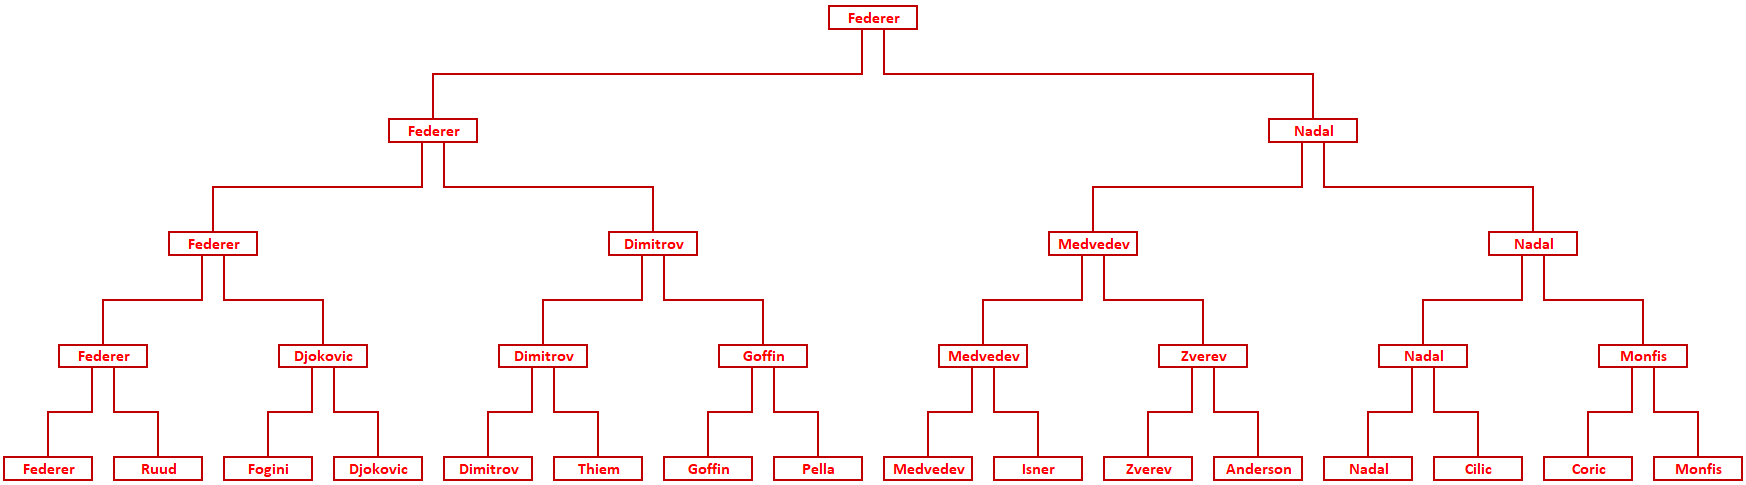 Federer
Federer
Nadal
Federer
Dimitrov
Medvedev
Nadal
Federer
Djokovic
Dimitrov
Goffin
Medvedev
Zverev
Nadal
Monfis
Federer
Ruud
Fogini
Djokovic
Dimitrov
Thiem
Goffin
Pella
Medvedev
Isner
Zverev
Anderson
Nadal
Cilic
Coric
Monfis